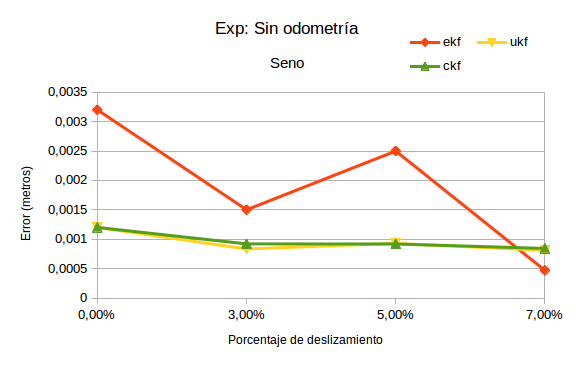 Exp: Sin odometría
Seno
ekf ukf
ckf
0,0035
0,003
0,0025
0,002
0,0015
0,001
0,0005
0
Error (metros)
0,00% 3,00% 5,00% 7,00%
Porcentaje de deslizamiento